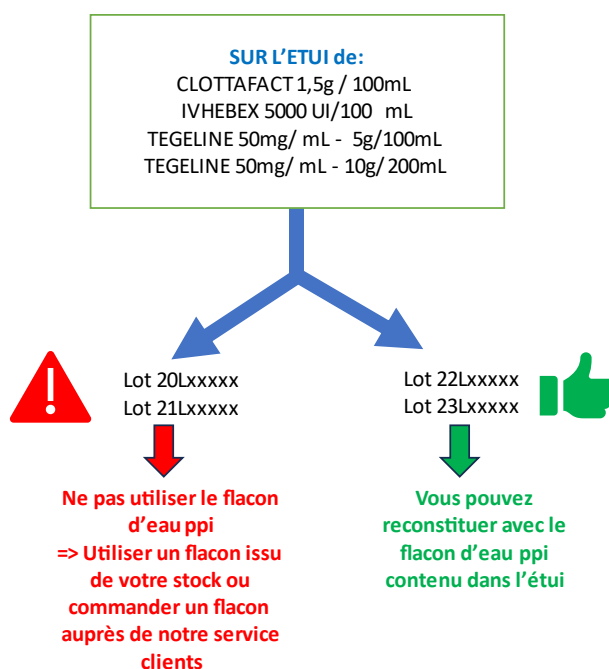 SUR L'ETUI de:
CLOTTAFACT 1,5g / 100mL
IVHEBEX 5000 UI/100 mL
TEGELINE 50mg/ mL - 5g/100mL
TEGELINE 50mg/ mL - 10g/ 200mL
Lot 20Lxxxxx
Lot 21Lxxxxx
Ne pas utiliser le flacon
d'eau ppi
=> Utiliser un flacon issu
de votre stock ou
commander un flacon
auprès de notre service
clients
Lot 22Lxxxxx
Lot 23Lxxxxx
Vous pouvez
reconstituer avec le
flacon d'eau ppi
contenu dans l'étui